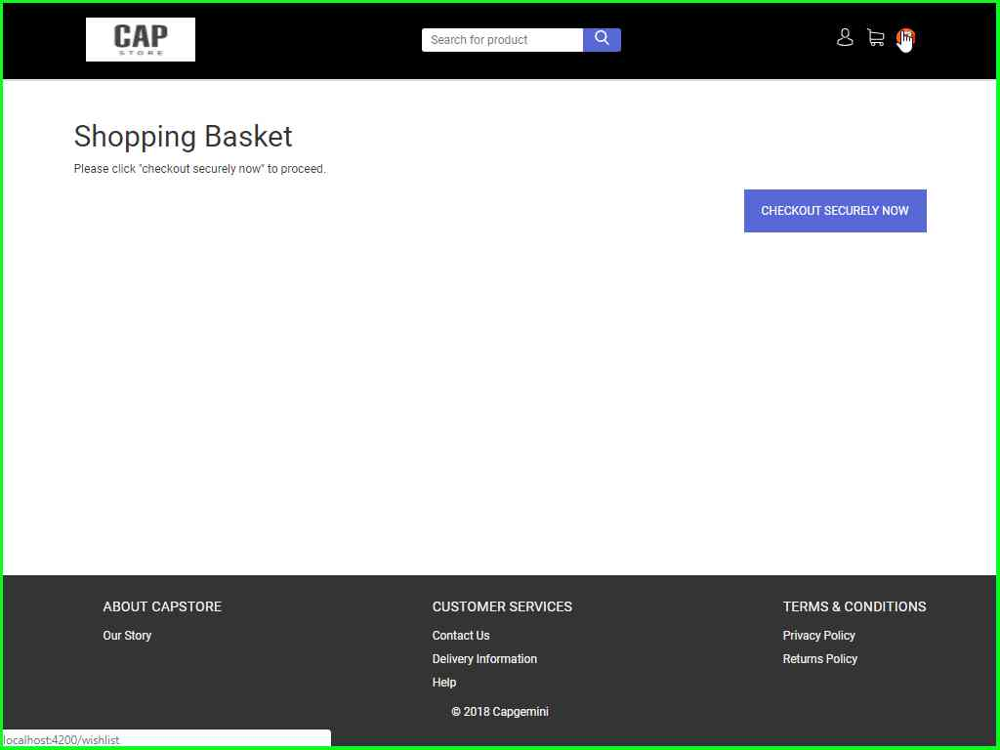 CAP
STORE
Search for product
Shopping Basket
Please click "checkout securely now" to proceed.
CHECKOUT SECURELY NOW
ABOUT CAPSTORE
Our Story
CUSTOMER SERVICES
Contact Us
Delivery Information
Help
TERMS & CONDITIONS
Privacy Policy
Returns Policy
© 2018 Capgemini
localhost:4200/wishlist